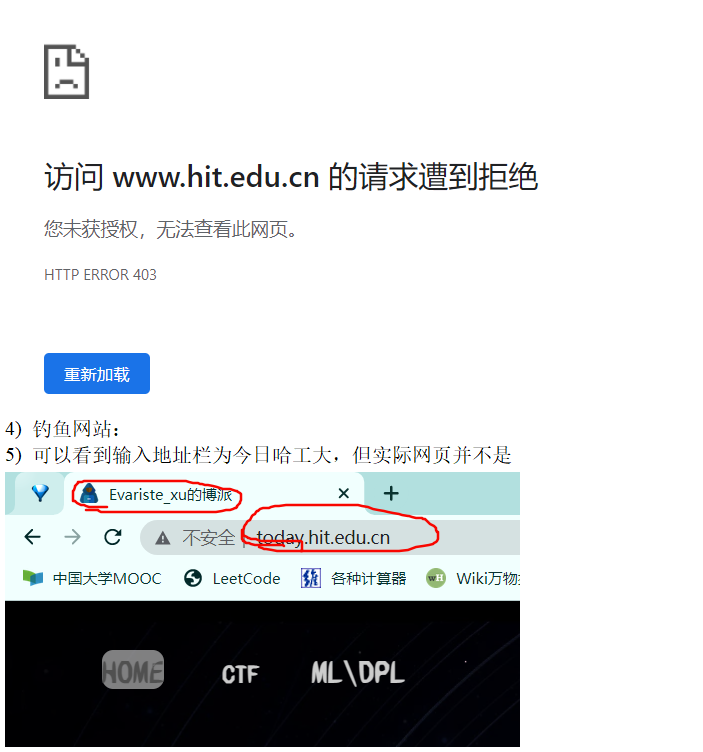 访问 www.hit.edu.cn 的请求遭到拒绝
您未获授权，无法查看此网页。
HTTP ERROR 403
重新加载
4) 钓鱼网站：
5) 可以看到输入地址栏为今日哈工大，但实际网页并不是
Evariste_xu的博派
不安全 | today.hit.edu.cn
中国大学MOOC LeetCode 各种计算器 Wiki万物
HOME CTF ML\DPL